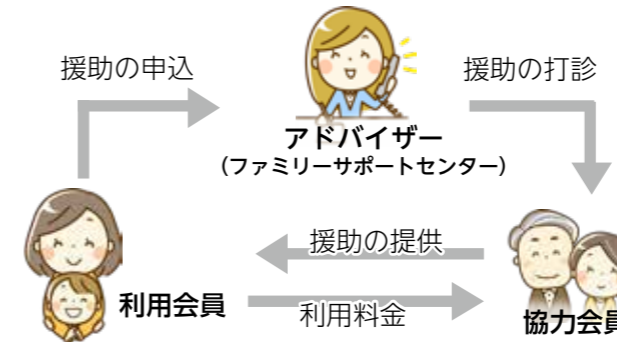 援助の申込
援助の打診
アドバイザー
(ファミリーサポートセンター)
援助の提供
利用会員
利用料金
協力会員